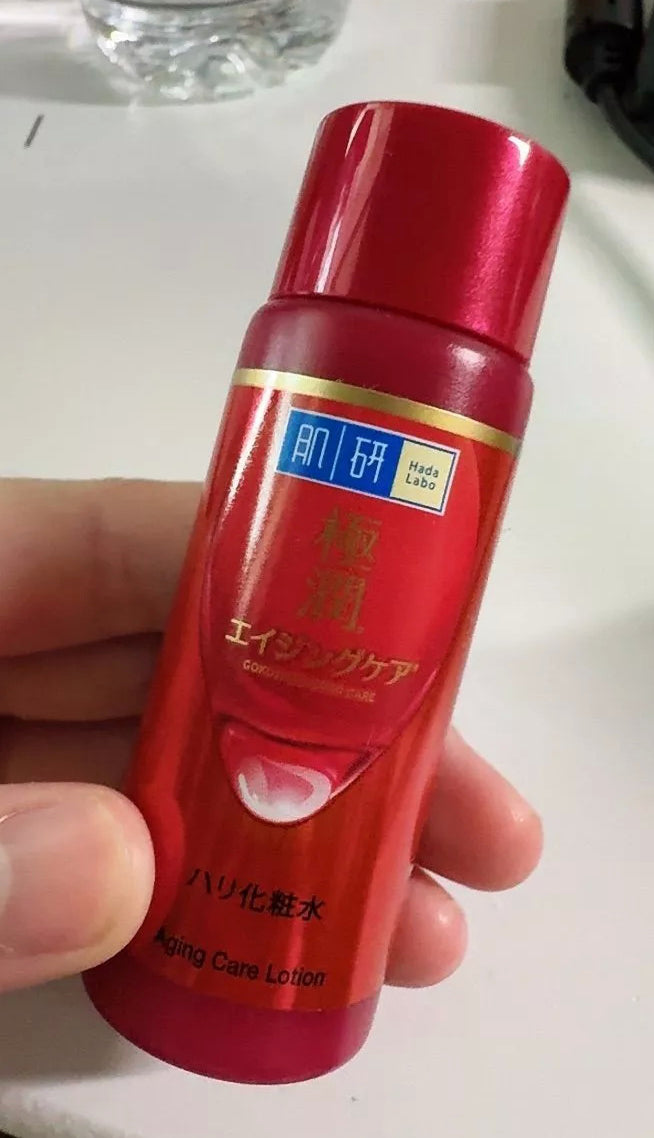 肌研
Hada
Labo
極
潤
エイジングケア
CARE
ハリ化粧水
Aging Care Lotion